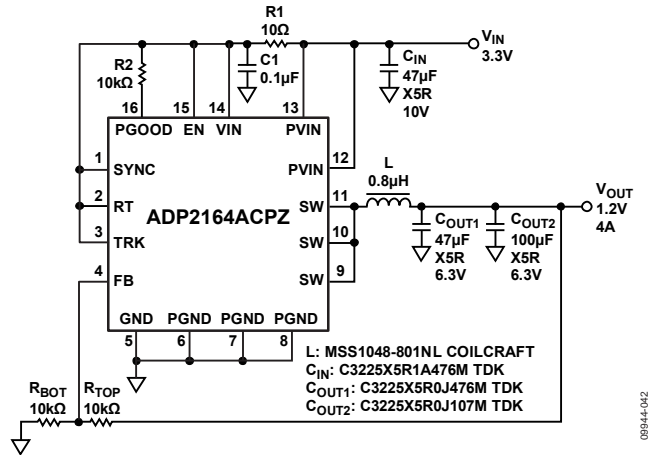 R1
10Ω
VIN
3.3V
R2
10kΩ
C1
0.1µF
CIN
47µF
X5R
10V
16
15
14
13
PGOOD
EN
VIN
PVIN
1
SYNC
PVIN
12
2
RT
SW
11
ADP2164ACPZ
3
TRK
SW
10
4
FB
SW
9
GND
PGND
PGND
PGND
5
6
7
8
L
0.8µH
COUT1
47µF
X5R
6.3V
COUT2
100µF
X5R
6.3V
VOUT
1.2V
4A
L: MSS1048-801NL COILCRAFT
CIN: C3225X5R1A476M TDK
COUT1: C3225X5R0J476M TDK
COUT2: C3225X5R0J107M TDK
RBOT
10kΩ
RTOP
10kΩ
09944-042